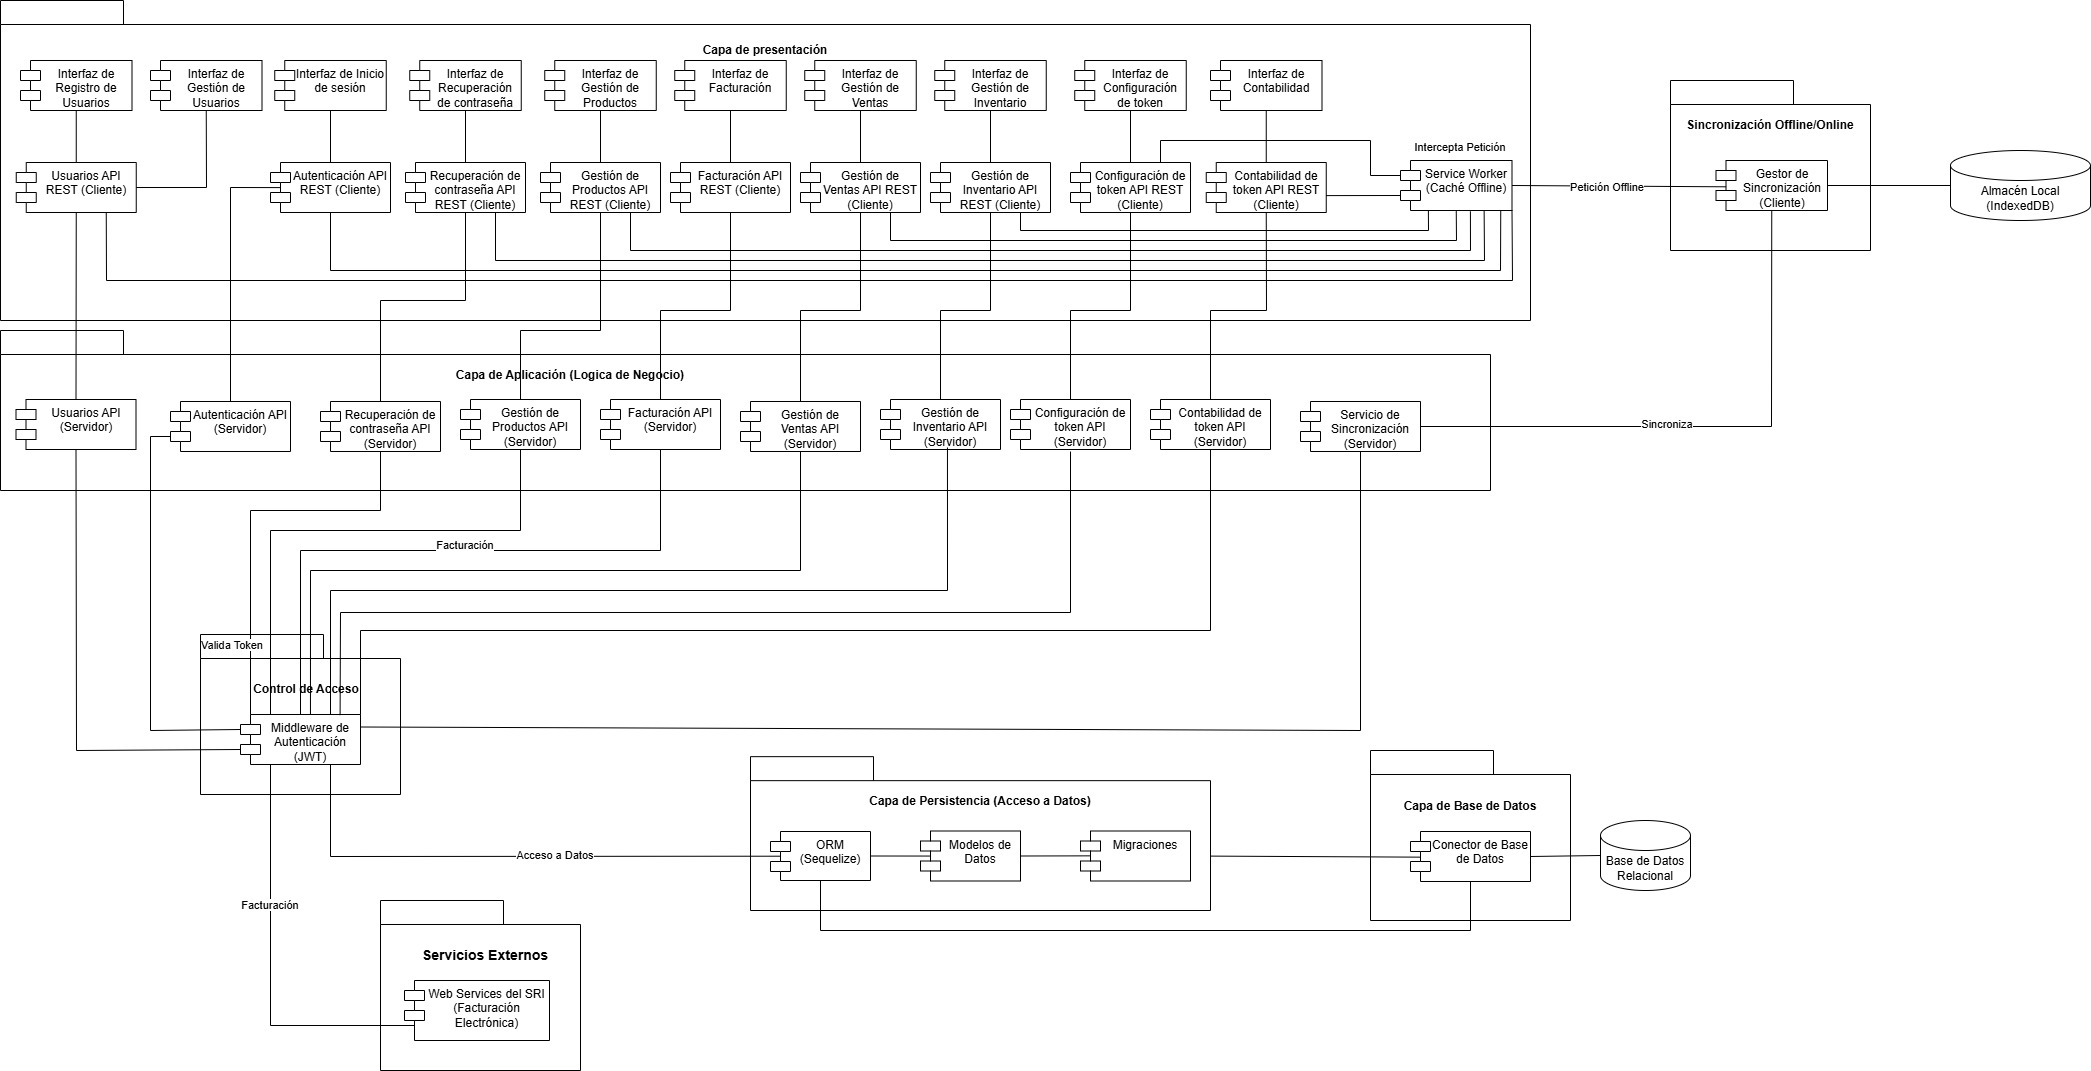 Capa de presentación
Interfaz de
Registro de
Usuarios
Interfaz de
Gestión de
Usuarios
Interfaz de Inicio
de sesión
Interfaz de
Recuperación
de contraseña
Interfaz de
Gestión de
Productos
Interfaz de
Facturación
Interfaz de
Gestión de
Ventas
Interfaz de
Gestión de
Inventario
Interfaz de
Configuración
de token
Interfaz de
Contabilidad
Usuarios API
REST (Cliente)
Autenticación API
REST (Cliente)
Recuperación de
contraseña API
REST (Cliente)
Gestión de
Productos API
REST (Cliente)
Facturación API
REST (Cliente)
Gestión de
Ventas API REST
(Cliente)
Gestión de
Inventario API
REST (Cliente)
Configuración de
token API REST
(Cliente)
Contabilidad de
token API REST
(Cliente)
Intercepta Petición
Service Worker
(Caché Offline)
Petición Offline
Sincronización Offline/Online
Gestor de
Sincronización
(Cliente)
Almacén Local
(IndexedDB)
Capa de Aplicación (Logica de Negocio)
Usuarios API
(Servidor)
Autenticación API
(Servidor)
Recuperación de
contraseña API
(Servidor)
Gestión de
Productos API
(Servidor)
Facturación API
(Servidor)
Gestión de
Ventas API
(Servidor)
Gestión de
Inventario API
(Servidor)
Configuración de
token API
(Servidor)
Contabilidad de
token API
(Servidor)
Servicio de
Sincronización
(Servidor)
Sincroniza
Facturación
Valida Token
Control de Acceso
Middleware de
Autenticación
(JWT)
Acceso a Datos
Capa de Persistencia (Acceso a Datos)
ORM
(Sequelize)
Modelos de
Datos
Migraciones
Capa de Base de Datos
Conector de Base
de Datos
Base de Datos
Relacional
Facturación
Servicios Externos
Web Services del SRI
(Facturación
Electrónica)